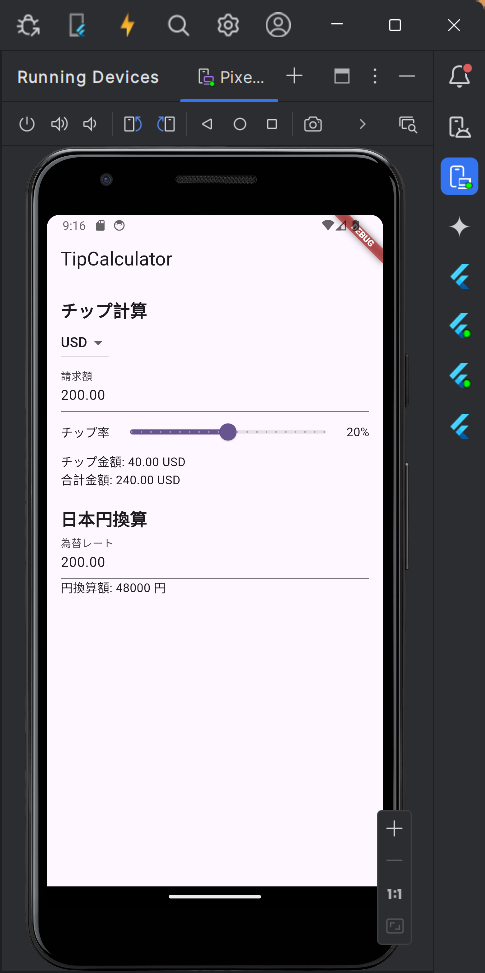 Running Devices
Pixe...
9:16
DEBUG
TipCalculator
チップ計算
USD
請求額
200.00
チップ率
20%
チップ金額: 40.00 USD
合計金額: 240.00 USD
日本円換算
為替レート
200.00
円換算額: 48000 円
1:1